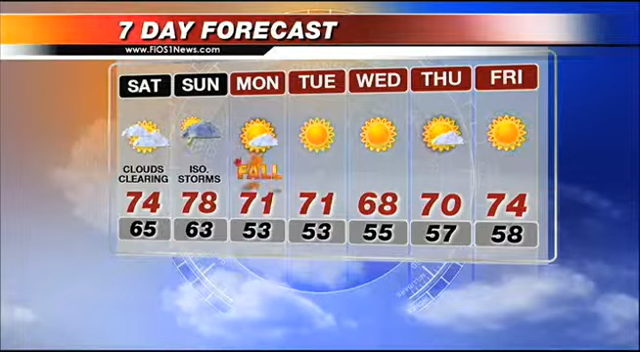 7 DAY FORECAST
www.FiOS1News.com
SAT SUN MON TUE WED THU FRI
CLOUDS CLEARING ISO. STORMS FALL
74 78 71 71 68 70 74
65 63 53 53 55 57 58